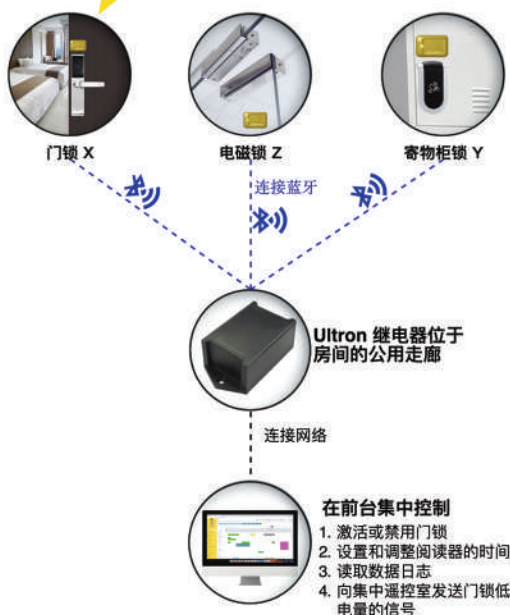 门锁 X
电磁锁 Z
寄物柜锁 Y
连接蓝牙
Ultron 继电器位于
房间的公用走廊
连接网络
在前台集中控制
1. 激活或禁用门锁
2. 设置和调整阅读器的时间
3. 读取数据日志
4. 向集中遥控室发送门锁低
电量的信号